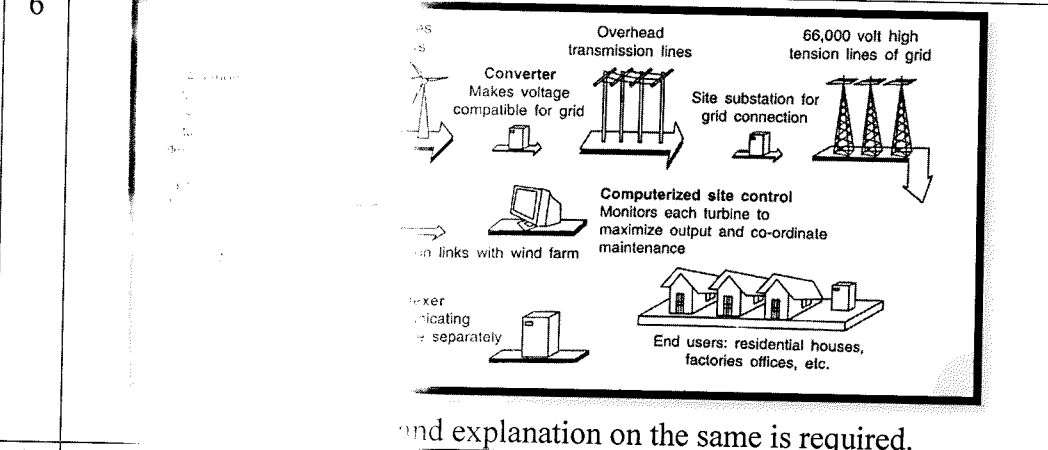 6
Overhead
transmission lines
66,000 volt high
tension lines of grid
Converter
Makes voltage
compatible for grid
Site substation for
grid connection
Computerized site control
Monitors each turbine to
maximize output and co-ordinate
maintenance
links with wind farm
separately
End users: residential houses,
factories offices, etc.
and explanation on the same is required.